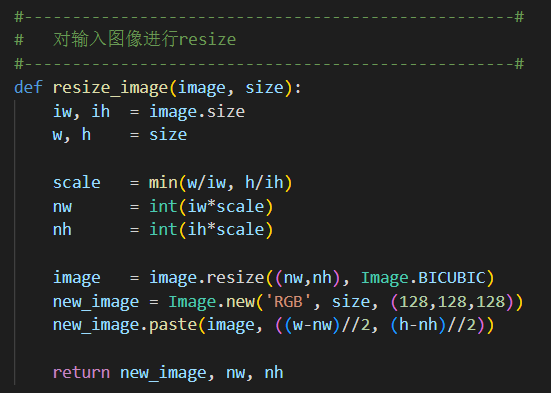 #---------------------------------------------------#
#   对输入图像进行resize
#---------------------------------------------------#
def resize_image(image, size):
    iw, ih  = image.size
    w, h    = size
    scale   = min(w/iw, h/ih)
    nw      = int(iw*scale)
    nh      = int(ih*scale)
    image   = image.resize((nw,nh), Image.BICUBIC)
    new_image = Image.new('RGB', size, (128,128,128))
    new_image.paste(image, ((w-nw)//2, (h-nh)//2))
    return new_image, nw, nh